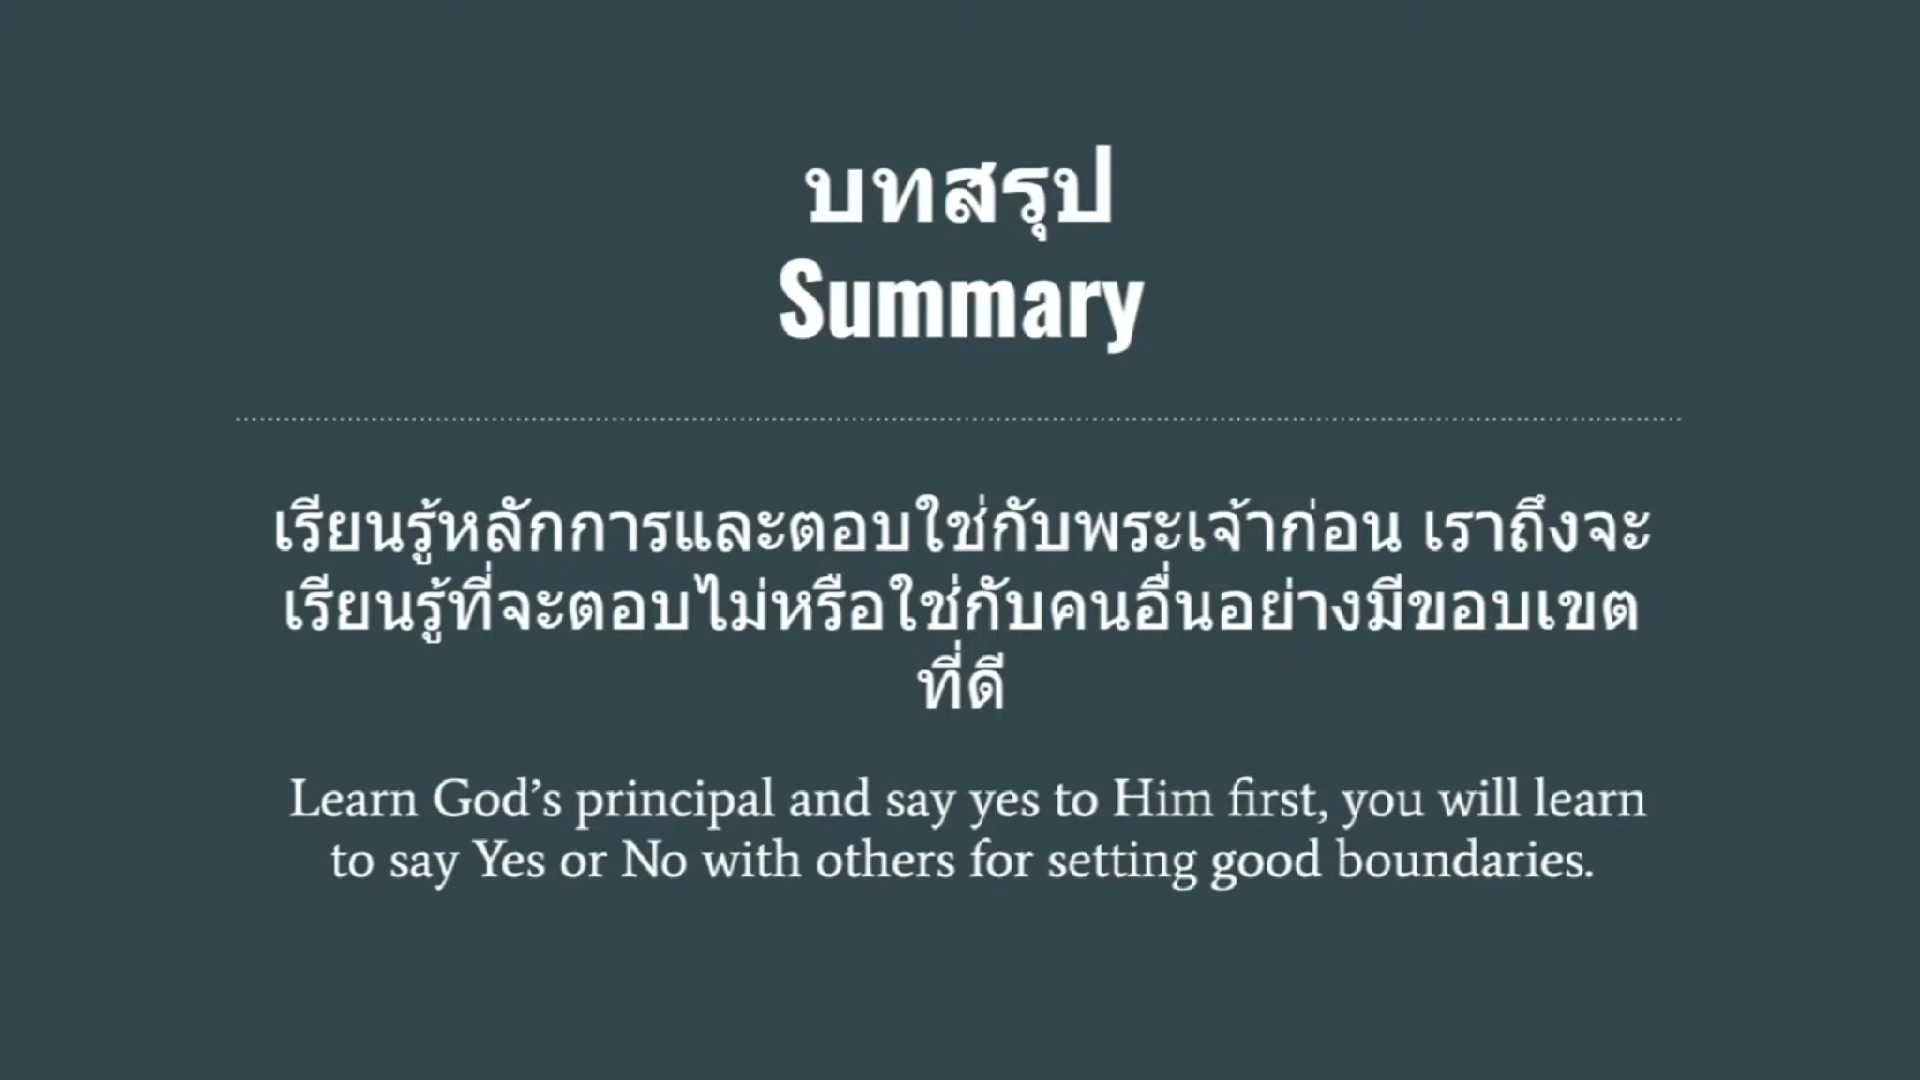 บทสรุป
Summary
เรียนรู้หลักการและตอบใช่กับพระเจ้าก่อน เราถึงจะ
เรียนรู้ที่จะตอบไม่หรือใช่กับคนอื่นอย่างมีขอบเขต
ที่ดี
Learn God’s principal and say yes to Him first, you will learn
to say Yes or No with others for setting good boundaries.